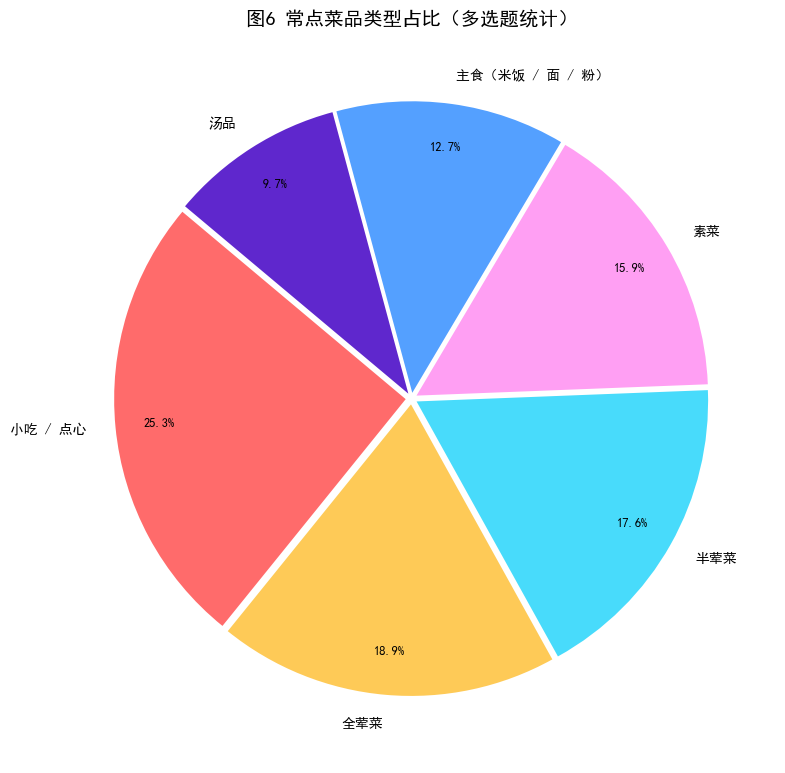 图6 常点菜品类型占比（多选题统计）
主食（米饭 / 面 / 粉）
汤品
12.7%
9.7%
素菜
15.9%
小吃 / 点心
25.3%
17.6%
半荤菜
18.9%
全荤菜